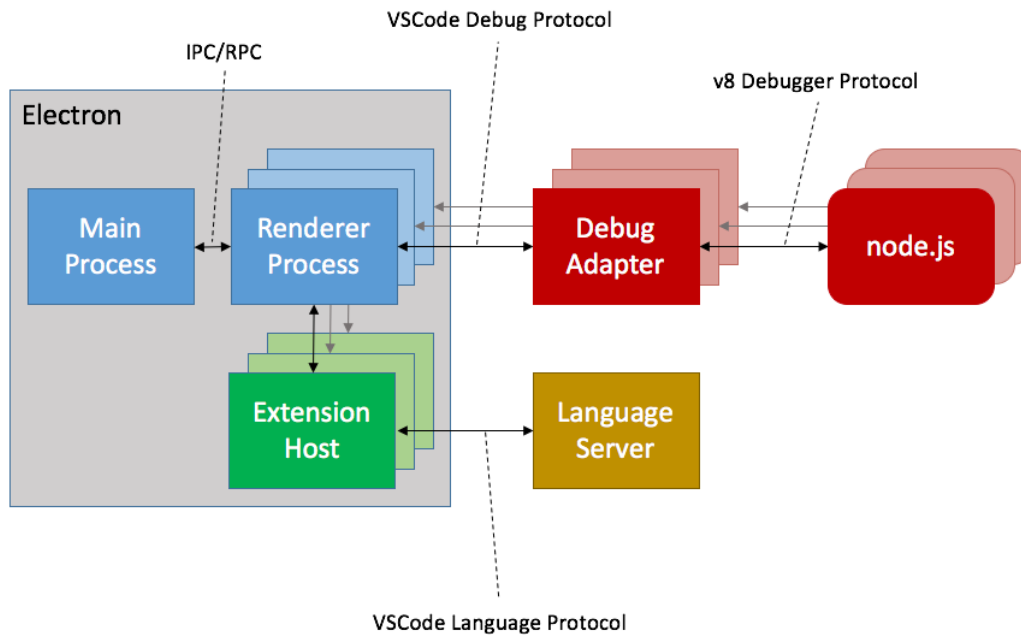 VSCode Debug Protocol
IPC/RPC
v8 Debugger Protocol
Electron
Main
Process
Renderer
Process
Debug
Adapter
node.js
Extension
Host
Language
Server
VSCode Language Protocol